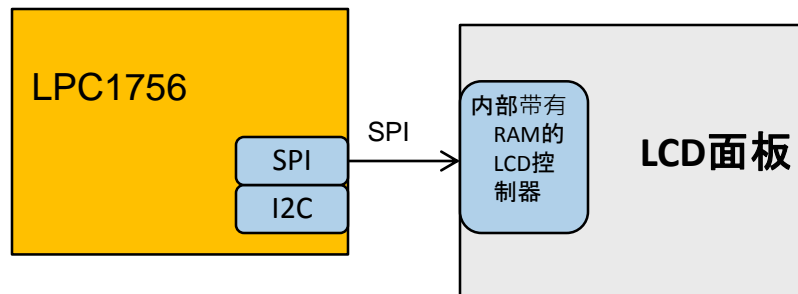 LPC1756
SPI
I2C
SPI
内部带有
RAM的
LCD控
制器
LCD面板